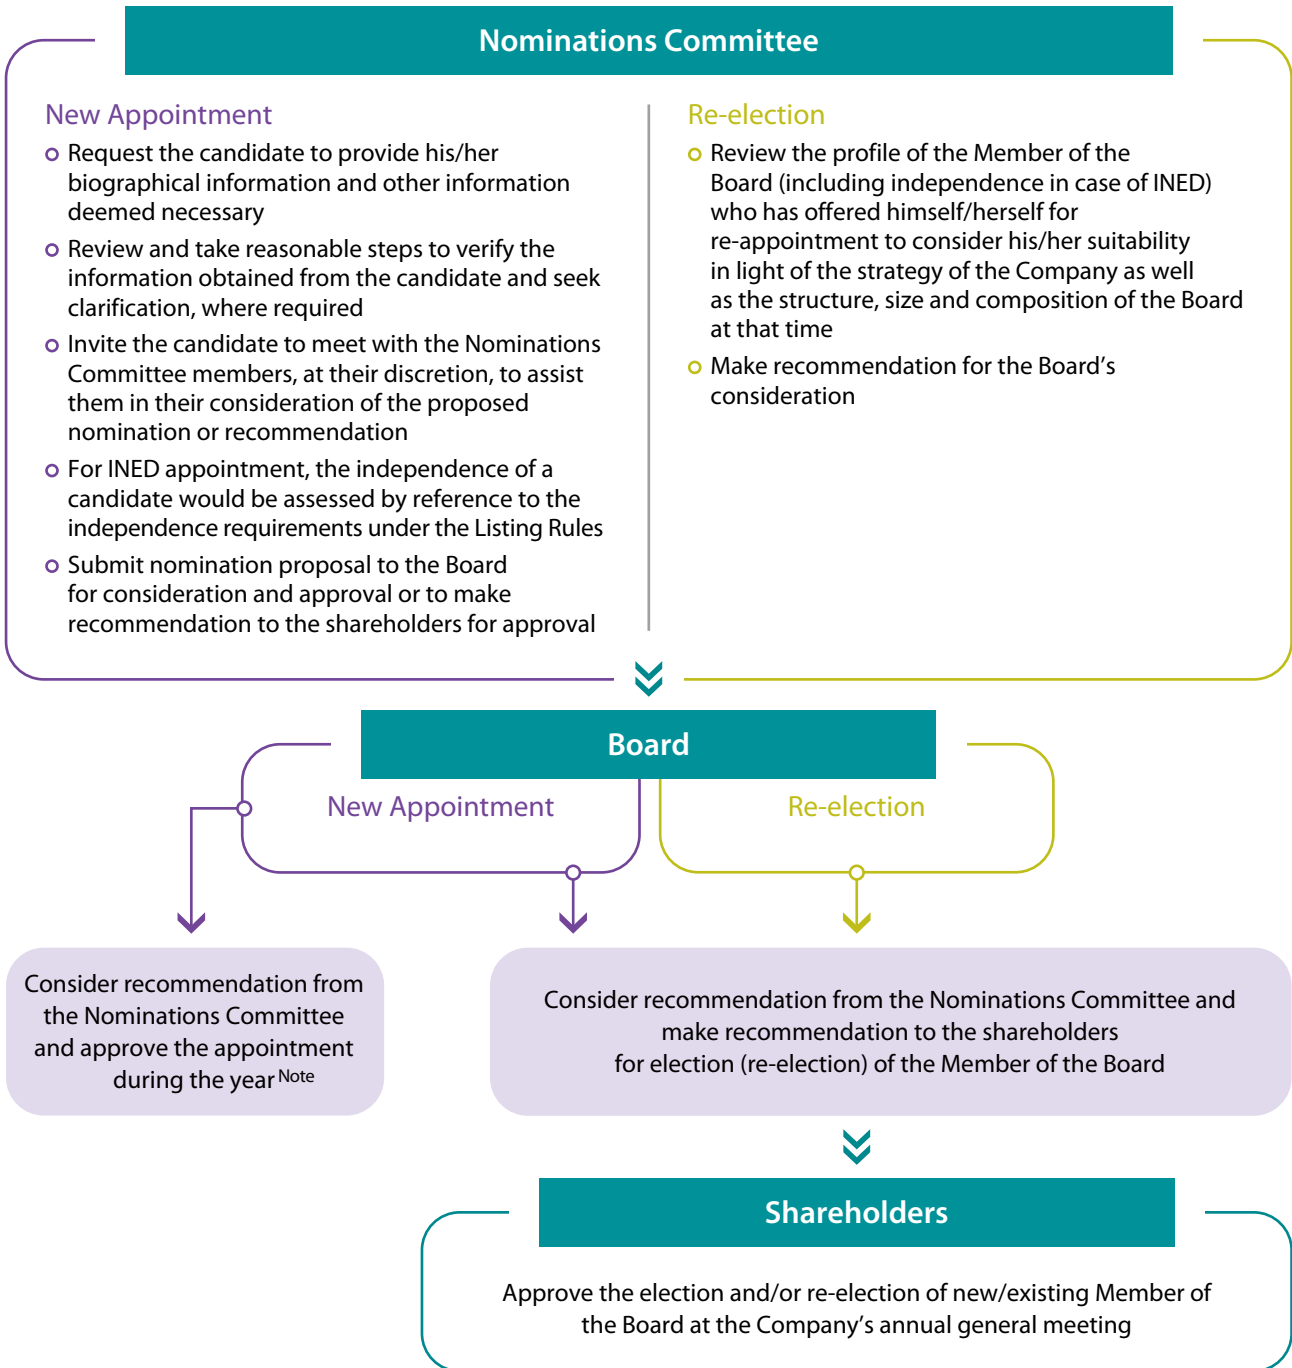 Nominations Committee
New Appointment
Request the candidate to provide his/her
biographical information and other information
deemed necessary
Review and take reasonable steps to verify the
information obtained from the candidate and seek
clarification, where required
Invite the candidate to meet with the Nominations
Committee members, at their discretion, to assist
them in their consideration of the proposed
nomination or recommendation
For INED appointment, the independence of a
candidate would be assessed by reference to the
independence requirements under the Listing Rules
Submit nomination proposal to the Board
for consideration and approval or to make
recommendation to the shareholders for approval
Re-election
Review the profile of the Member of the
Board (including independence in case of INED)
who has offered himself/herself for
re-appointment to consider his/her suitability
in light of the strategy of the Company as well
as the structure, size and composition of the Board
at that time
Make recommendation for the Board's
consideration
Board
New Appointment
Re-election
Consider recommendation from
the Nominations Committee
and approve the appointment
during the year Note
Consider recommendation from the Nominations Committee and
make recommendation to the shareholders
for election (re-election) of the Member of the Board
Shareholders
Approve the election and/or re-election of new/existing Member of
the Board at the Company's annual general meeting